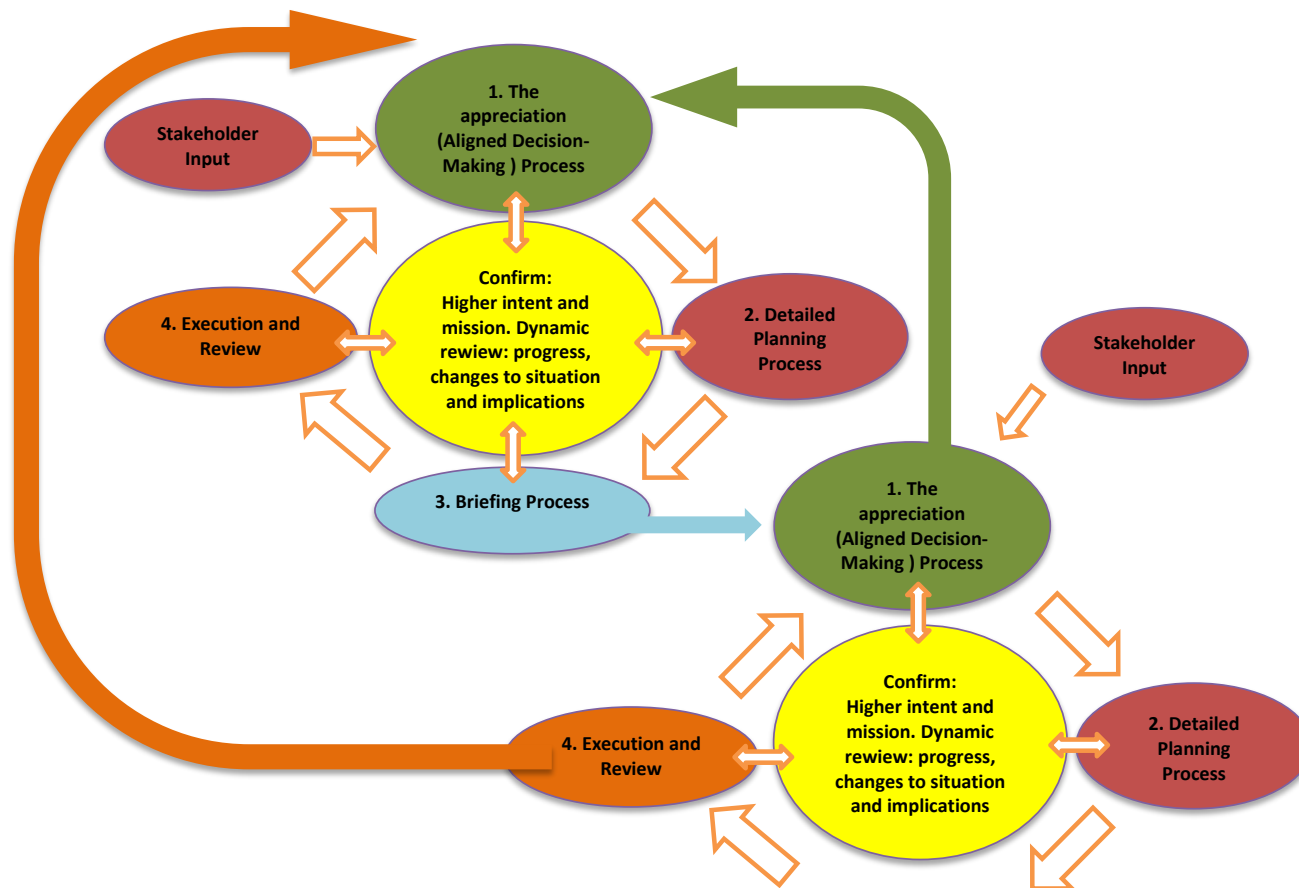 1. The
appreciation
(Aligned Decision-
Making ) Process
Stakeholder
Input
Confirm:
Higher intent and
mission. Dynamic
rewiew: progress,
changes to situation
and implications
4. Execution and
Review
2. Detailed
Planning
Process
Stakeholder
Input
3. Briefing Process
1. The
appreciation
(Aligned Decision-
Making ) Process
Confirm:
Higher intent and
mission. Dynamic
rewiew: progress,
changes to situation
and implications
4. Execution and
Review
2. Detailed
Planning
Process